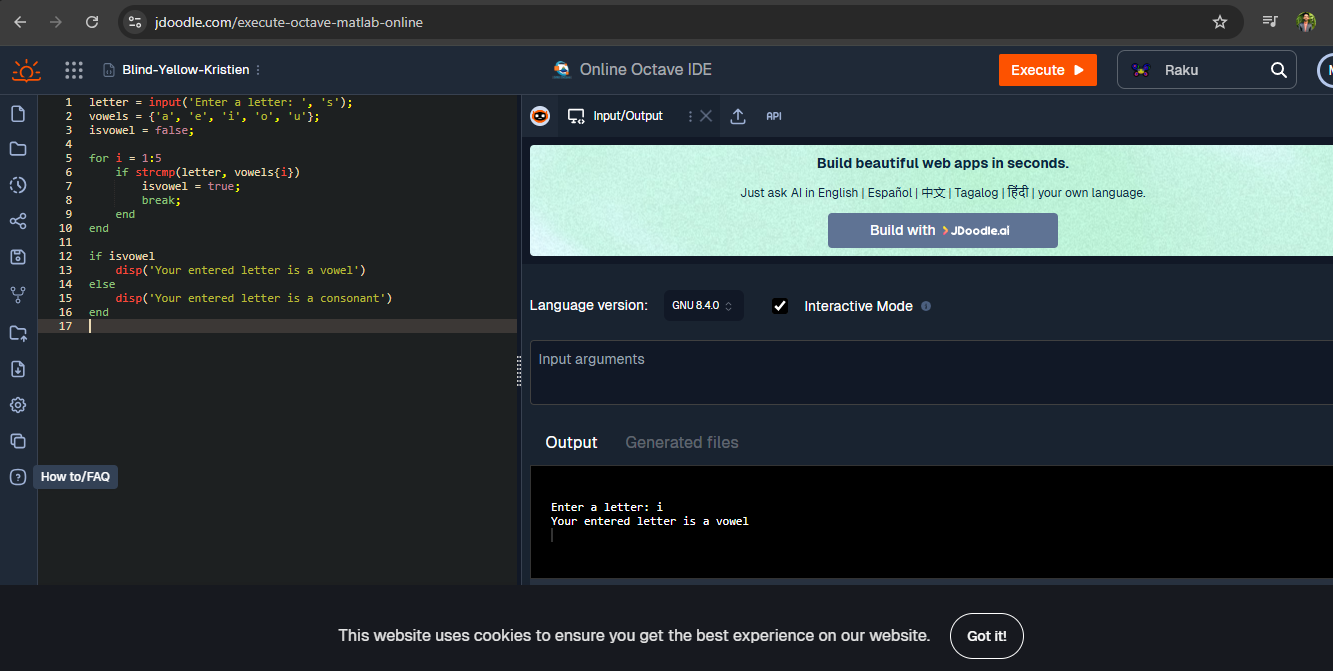 jdoodle.com/execute-octave-matlab-online
Blind-Yellow-Kristien
Online Octave IDE
Execute
Raku
1 letter = input('Enter a letter: ', 's');
2 vowels = {'a', 'e', 'i', 'o', 'u'};
3 isvowel = false;
4
5 for i = 1:5
6     if strcmp(letter, vowels{i})
7         isvowel = true;
8         break;
9     end
10 end
11
12 if isvowel
13     disp('Your entered letter is a vowel')
14 else
15     disp('Your entered letter is a consonant')
16 end
17
How to/FAQ
Input/Output
API
Build beautiful web apps in seconds.
Just ask AI in English | Español | 中文 | Tagalog | हिंदी | your own language.
Build with JDoodle.ai
Language version: GNU 8.4.0 Interactive Mode
Input arguments
Output Generated files
Enter a letter: i
Your entered letter is a vowel
This website uses cookies to ensure you get the best experience on our website. Got it!